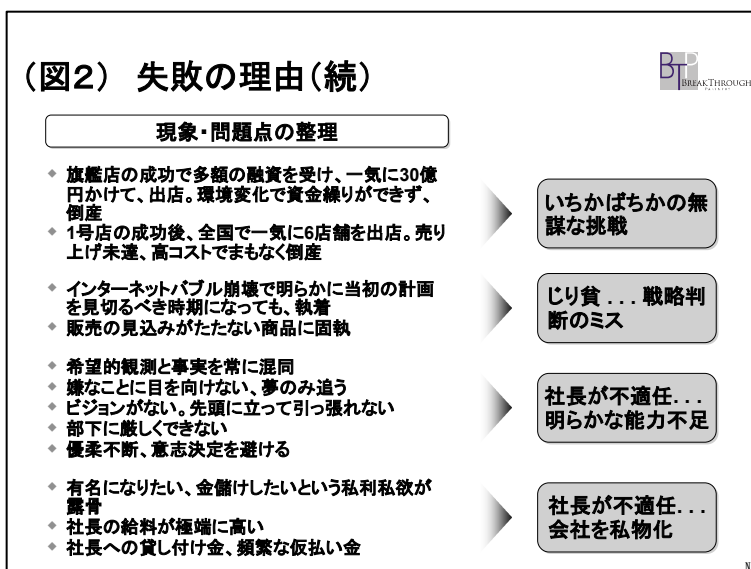 （図２） 失敗の理由（続）
BTP
BREAKTHROUGH
現象・問題点の整理
旗艦店の成功で多額の融資を受け、一気に30億
円かけて、出店。環境変化で資金繰りができず、
倒産
1号店の成功後、全国で一気に6店舗を出店。売り
上げ未達、高コストでまもなく倒産
いちかばちかの無
謀な挑戦
インターネットバブル崩壊で明らかに当初の計画
を見切るべき時期になっても、執着
販売の見込みがたたない商品に固執
じり貧...戦略判
断のミス
希望的観測と事実を常に混同
嫌なことに目を向けない、夢のみ追う
ビジョンがない。先頭に立って引っ張れない
部下に厳しくできない
優柔不断、意志決定を避ける
社長が不適任...
明らかな能力不足
有名になりたい、金儲けしたいという私利私欲が
露骨
社長の給料が極端に高い
社長への貸し付け金、頻繁な仮払い金
社長が不適任...
会社を私物化